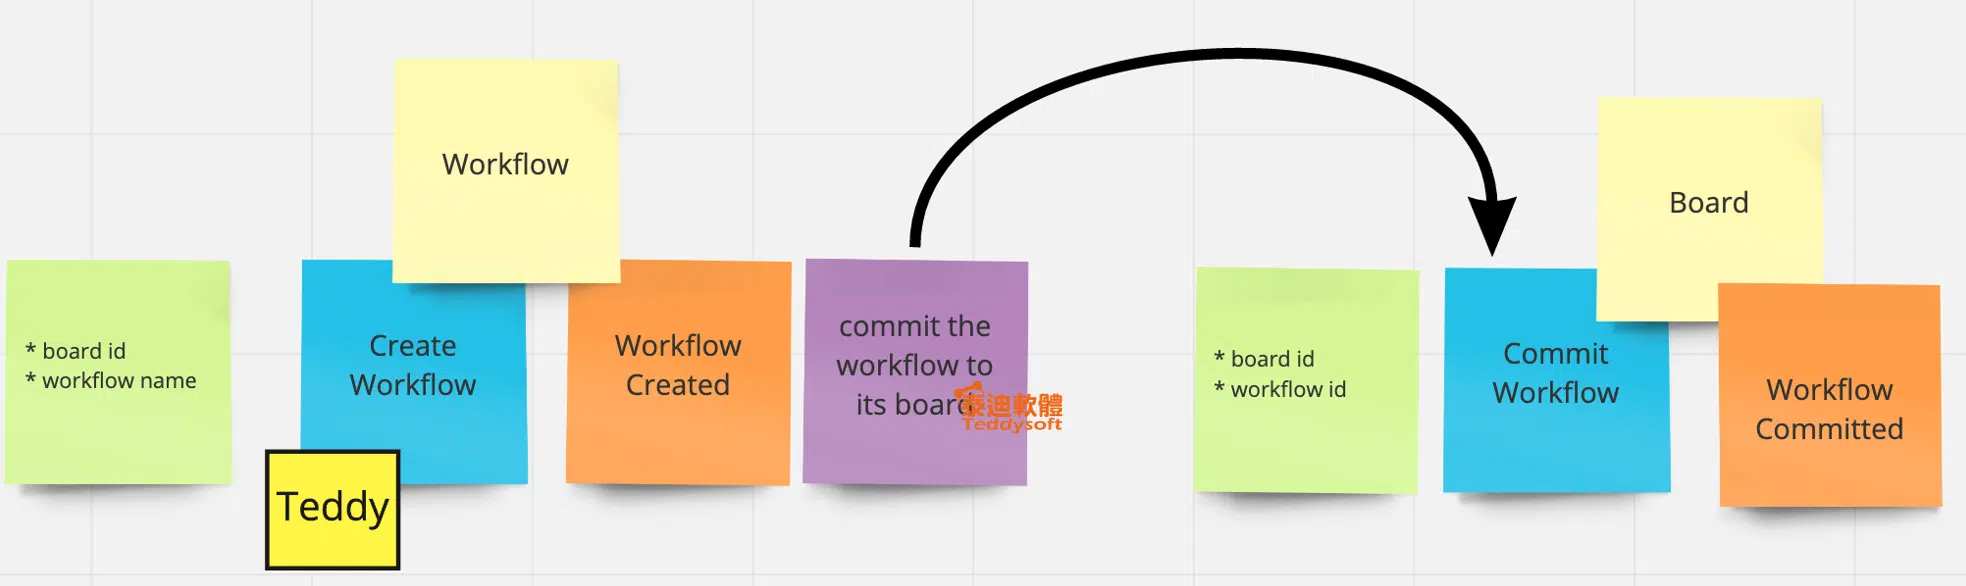 Workflow
* board id
* workflow name
Create
Workflow
Teddy
Workflow
Created
commit the
workflow to
its board
泰迪軟體
Teddysoft
* board id
* workflow id
Commit
Workflow
Board
Workflow
Committed